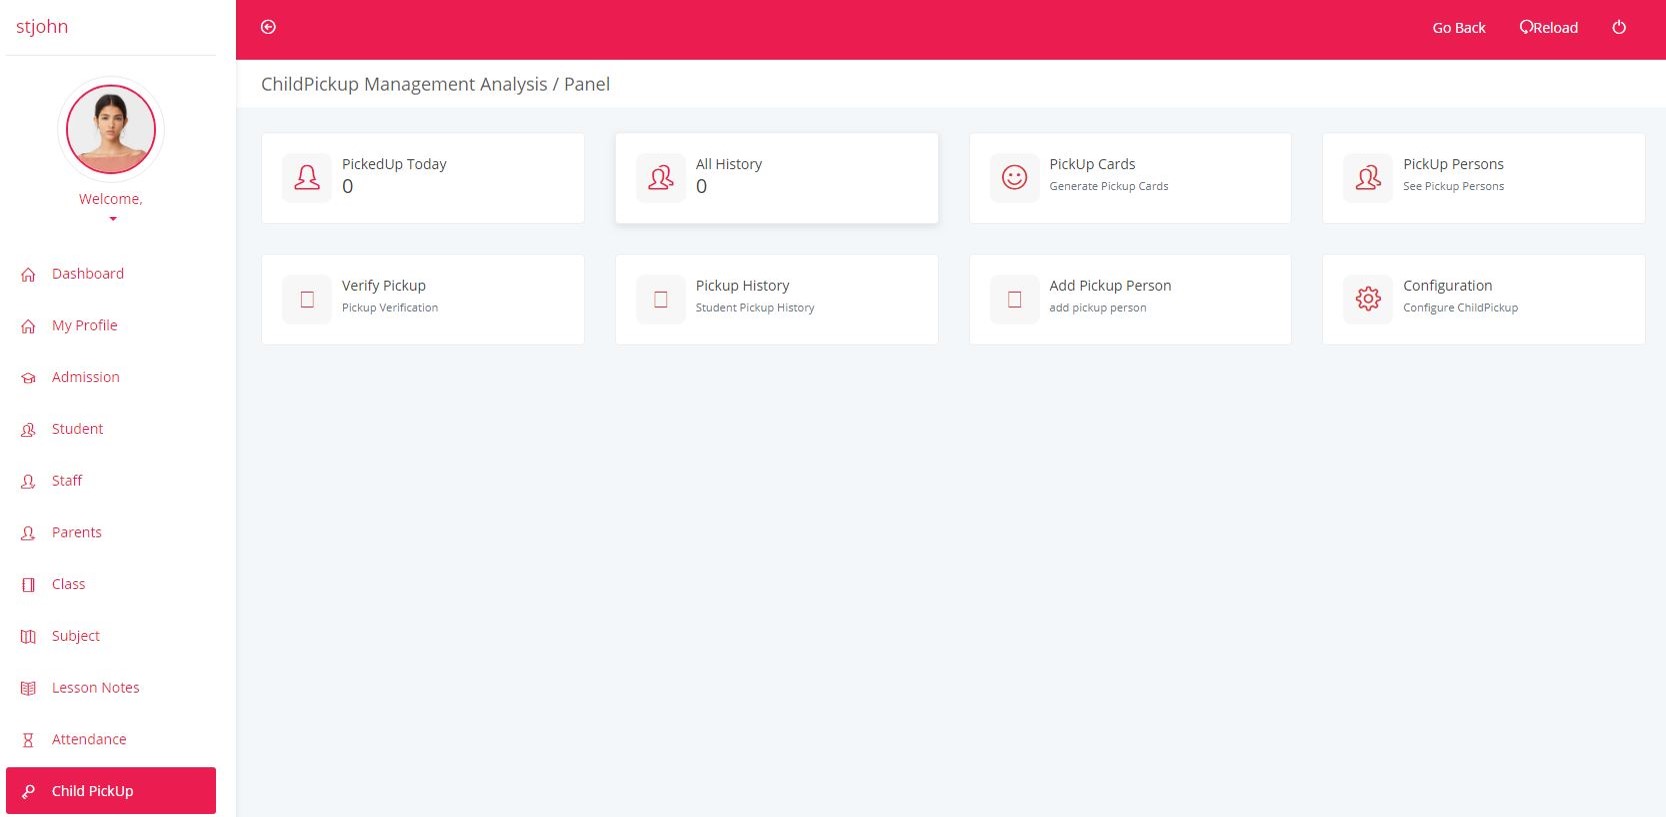 stjohn
Go Back
Reload
ChildPickup Management Analysis / Panel
Welcome,
Dashboard
My Profile
Admission
Student
Staff
Parents
Class
Subject
Lesson Notes
Attendance
Child PickUp
PickedUp Today
0
All History
0
PickUp Cards
Generate Pickup Cards
PickUp Persons
See Pickup Persons
Verify Pickup
Pickup Verification
Pickup History
Student Pickup History
Add Pickup Person
add pickup person
Configuration
Configure ChildPickup